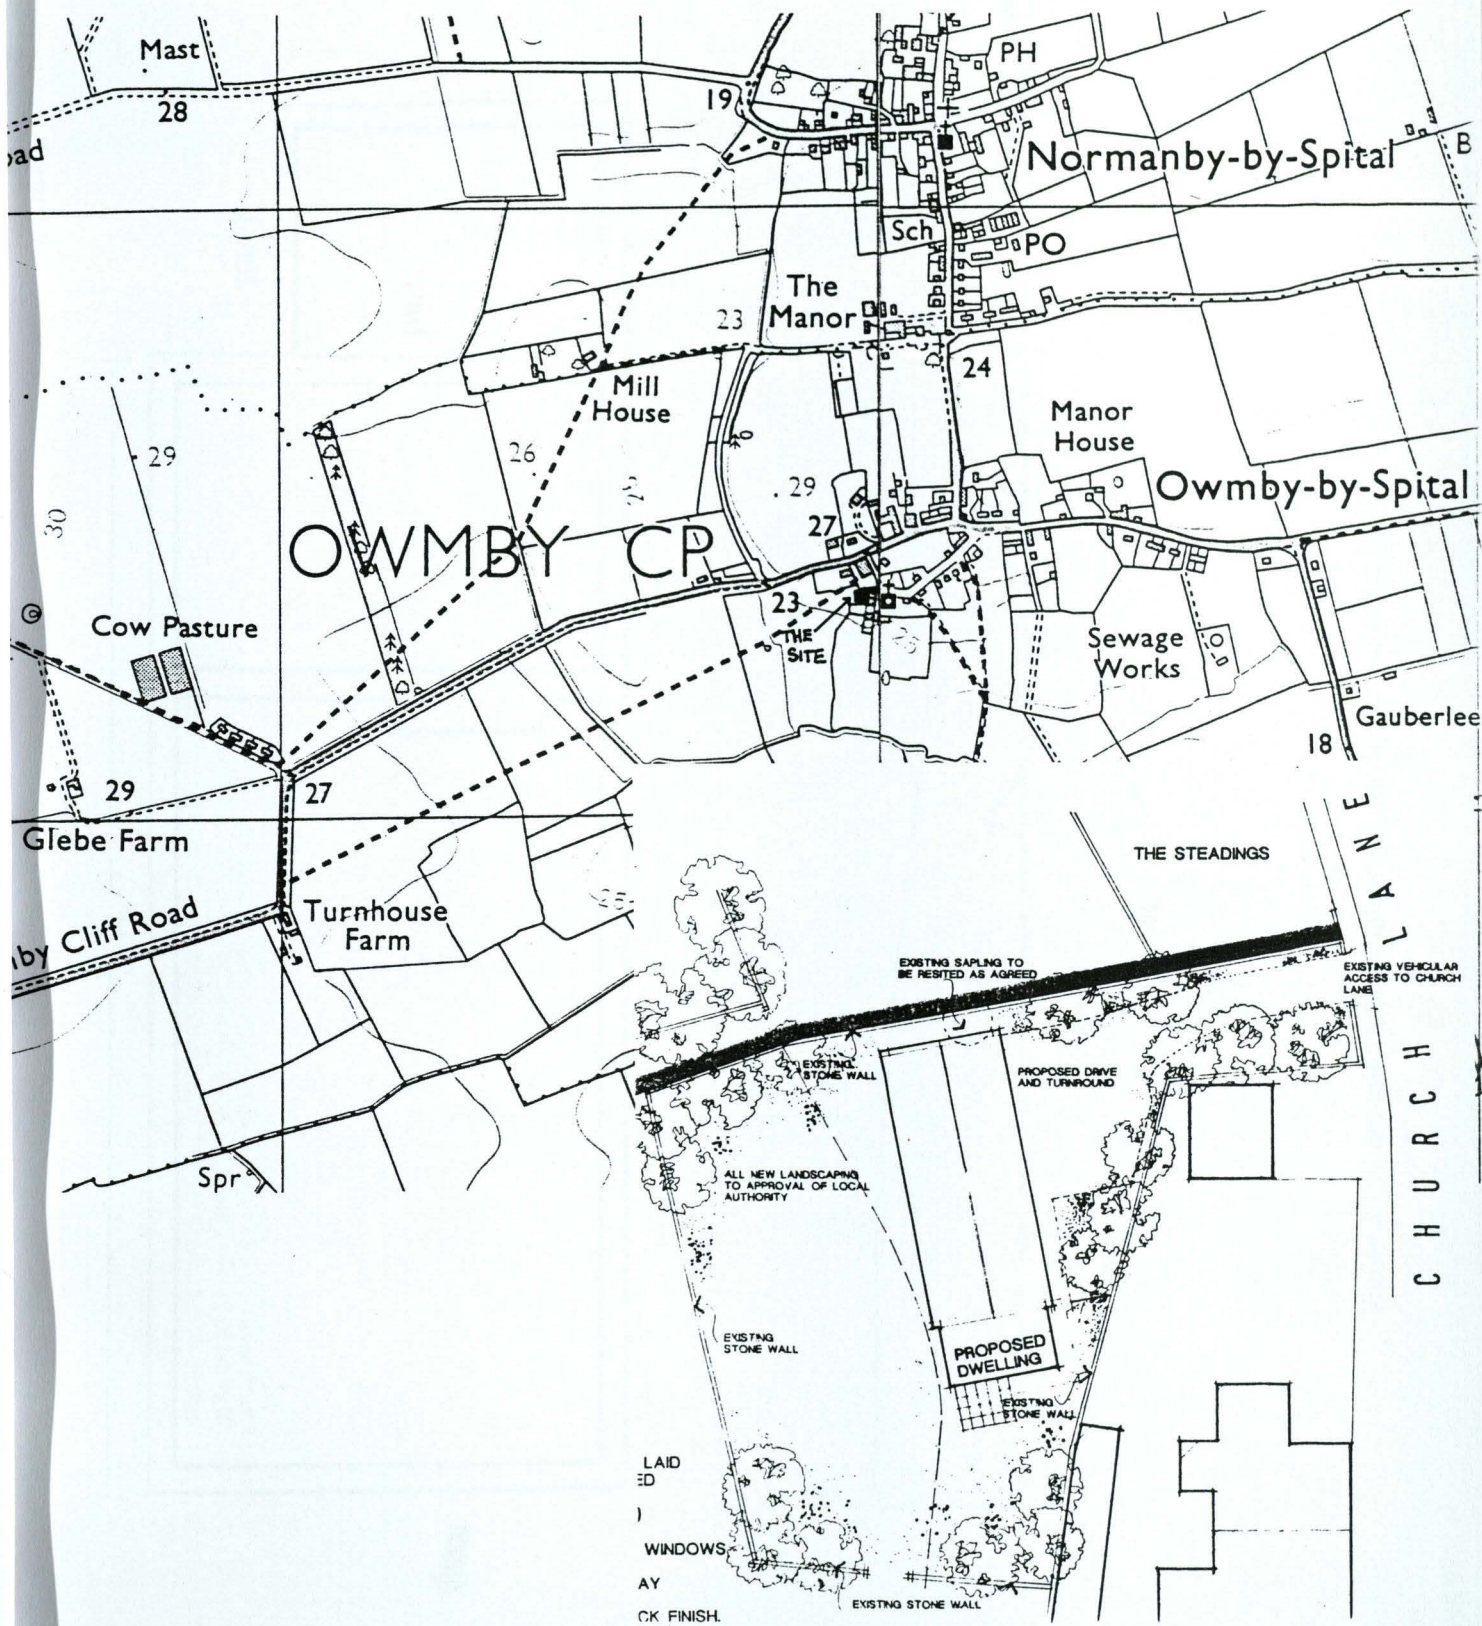 Mast
28
19
PH
Normanby-by-Spital
B
oad
Sch
PO
The
Manor
23
24
Mill
House
Manor
House
29
26
29
Owmby-by-Spital
30
27
OWMBY CP
23
THE
SITE
Cow Pasture
Sewage
Works
Gauberlee
18
29
27
Glebe Farm
Turnhouse
Farm
by Cliff Road
25
Spr
THE STEADINGS
CHURCH LANE
EXISTING SAPLING TO
BE RESITED AS AGREED
EXISTING VEHICULAR
ACCESS TO CHURCH
LANE
EXISTING
STONE WALL
PROPOSED DRIVE
AND TURNROUND
ALL NEW LANDSCAPING
TO APPROVAL OF LOCAL
AUTHORITY
EXISTING
STONE WALL
PROPOSED
DWELLING
EXISTING
STONE WALL
LAID
ED
)
WINDOWS
AY
CK FINISH.
EXISTING STONE WALL